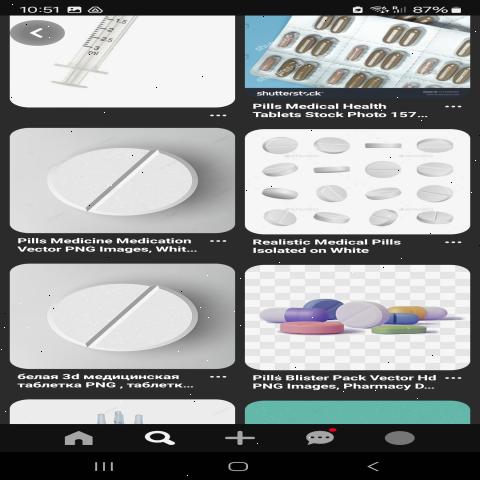 10:51
87%
shutterstock
Pills Medical Health
Tablets Stock Photo 157...
Pills Medicine Medication
Vector PNG Images, Whit...
Realistic Medical Pills
Isolated on White
белая 3d медицинская
таблетка PNG , таблетк...
Pills Blister Pack Vector Hd
PNG Images, Pharmacy D...